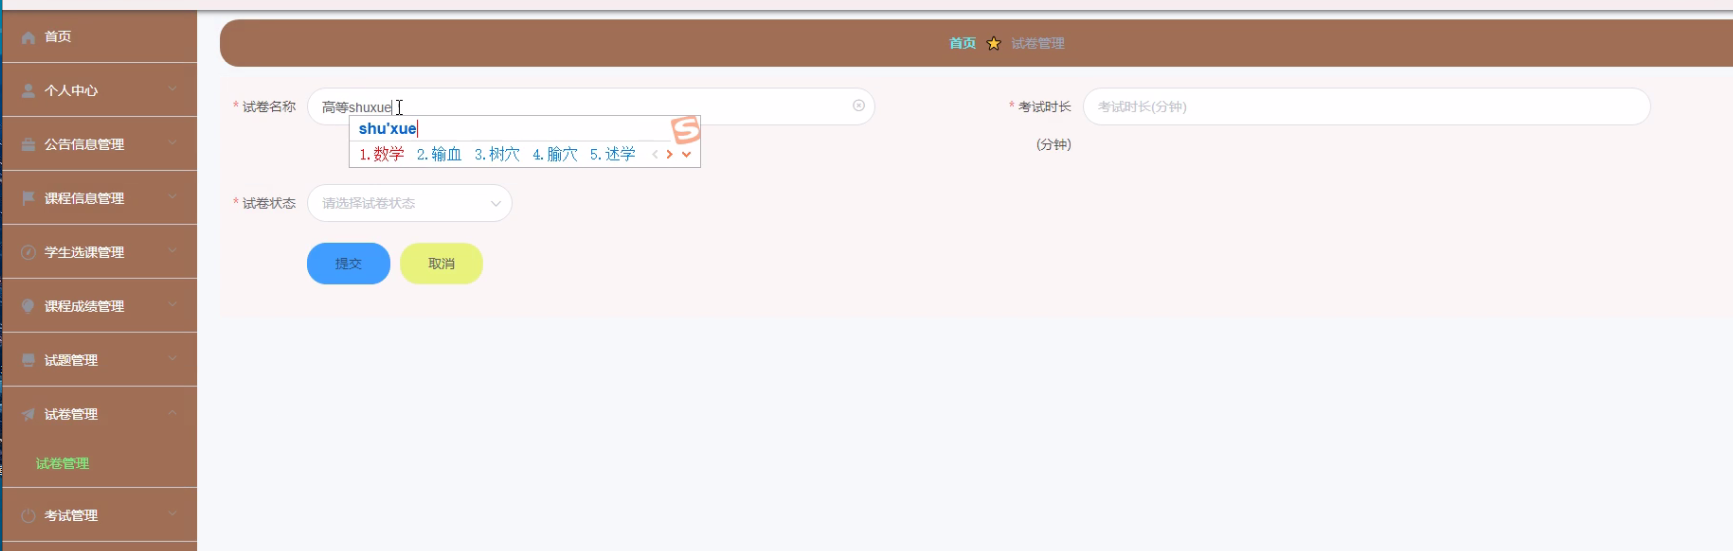 首页
个人中心
公告信息管理
课程信息管理
学生选课管理
课程成绩管理
试题管理
试卷管理
试卷管理
考试管理
首页 试卷管理
* 试卷名称 高等shuxue
* 考试时长 考试时长(分钟)
(分钟)
shu'xue
1.数学 2.输血 3.树穴 4.腧穴 5.述学
* 试卷状态 请选择试卷状态
提交 取消